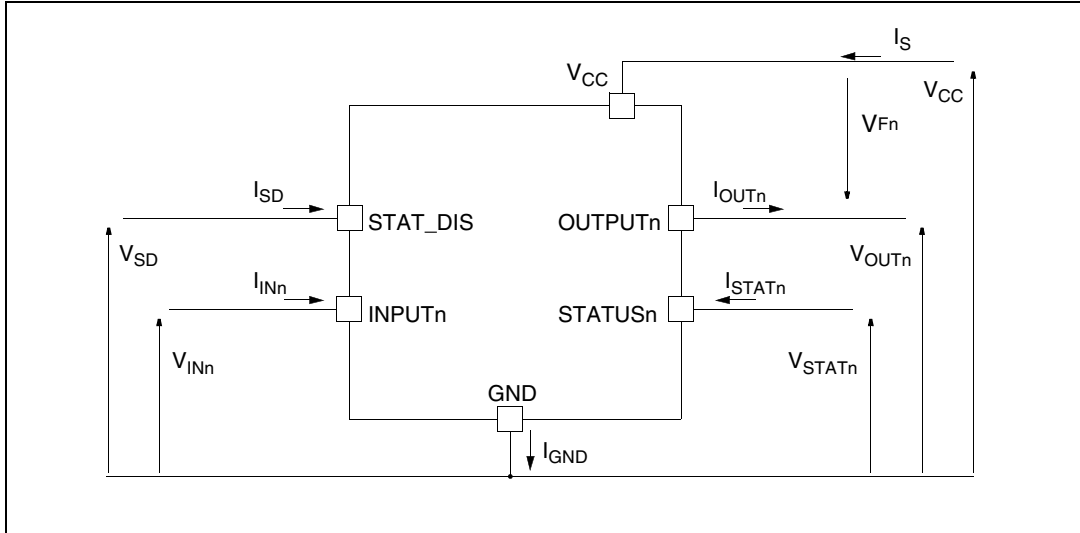 I_S
V_CC
V_CC
V_Fn
I_SD
I_OUTn
STAT_DIS
OUTPUTn
V_SD
V_OUTn
I_INn
I_STATn
INPUTn
STATUSn
V_INn
V_STATn
GND
I_GND